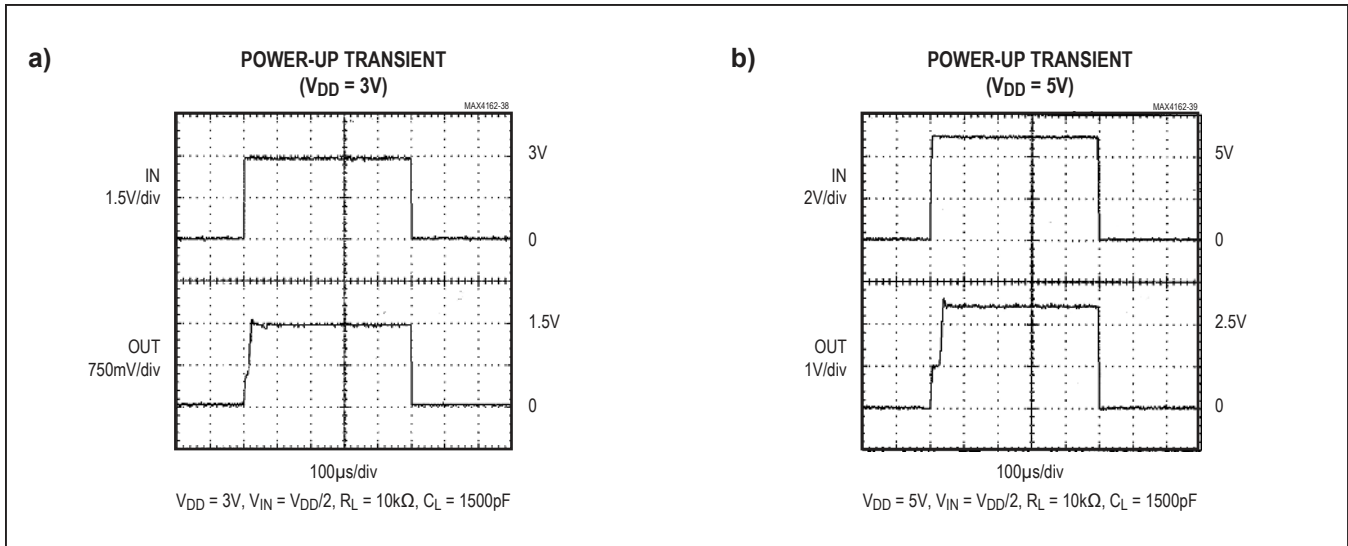 a)
POWER-UP TRANSIENT
(VDD = 3V)
MAX4162-38
IN
1.5V/div
3V
0
OUT
750mV/div
1.5V
0
100µs/div
VDD = 3V, VIN = VDD/2, RL = 10kΩ, CL = 1500pF
b)
POWER-UP TRANSIENT
(VDD = 5V)
MAX4162-39
IN
2V/div
5V
0
OUT
1V/div
2.5V
0
100µs/div
VDD = 5V, VIN = VDD/2, RL = 10kΩ, CL = 1500pF